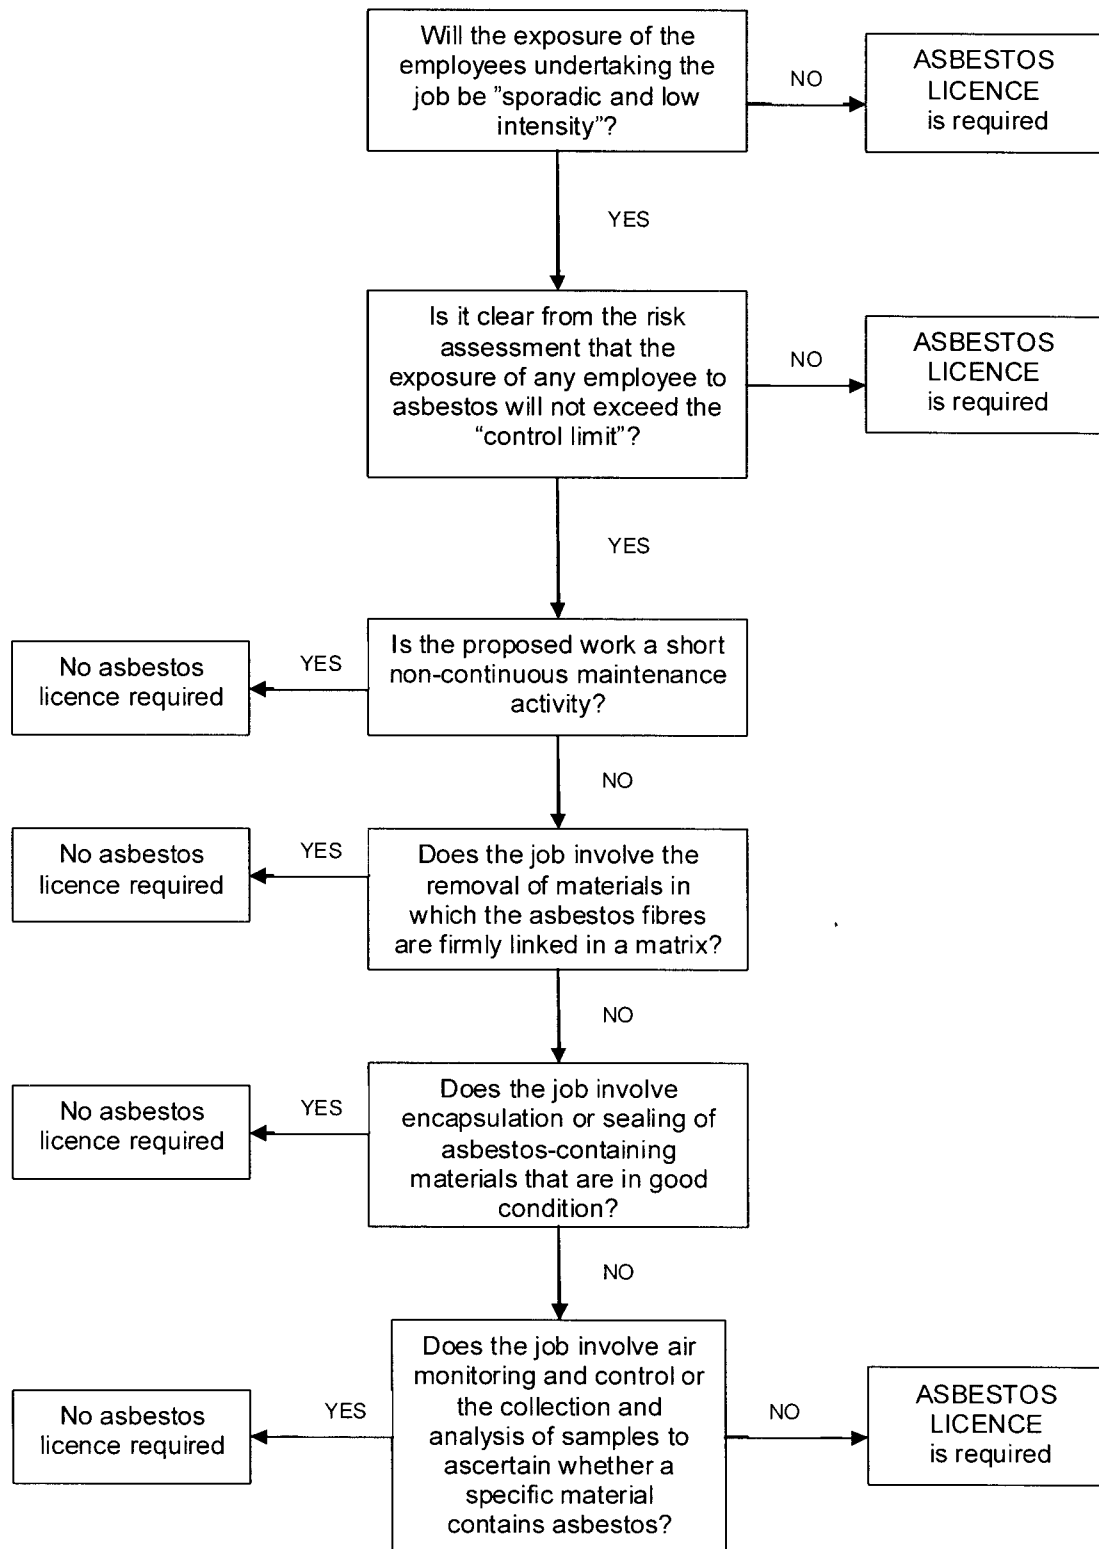 Will the exposure of the
employees undertaking the
job be ”sporadic and low
intensity”?
NO
ASBESTOS
LICENCE
is required
YES
Is it clear from the risk
assessment that the
exposure of any employee to
asbestos will not exceed the
“control limit”?
NO
ASBESTOS
LICENCE
is required
YES
Is the proposed work a short
non-continuous maintenance
activity?
YES
No asbestos
licence required
NO
Does the job involve the
removal of materials in
which the asbestos fibres
are firmly linked in a matrix?
YES
No asbestos
licence required
NO
Does the job involve
encapsulation or sealing of
asbestos-containing
materials that are in good
condition?
YES
No asbestos
licence required
NO
Does the job involve air
monitoring and control or
the collection and
analysis of samples to
ascertain whether a
specific material
contains asbestos?
YES
No asbestos
licence required
NO
ASBESTOS
LICENCE
is required